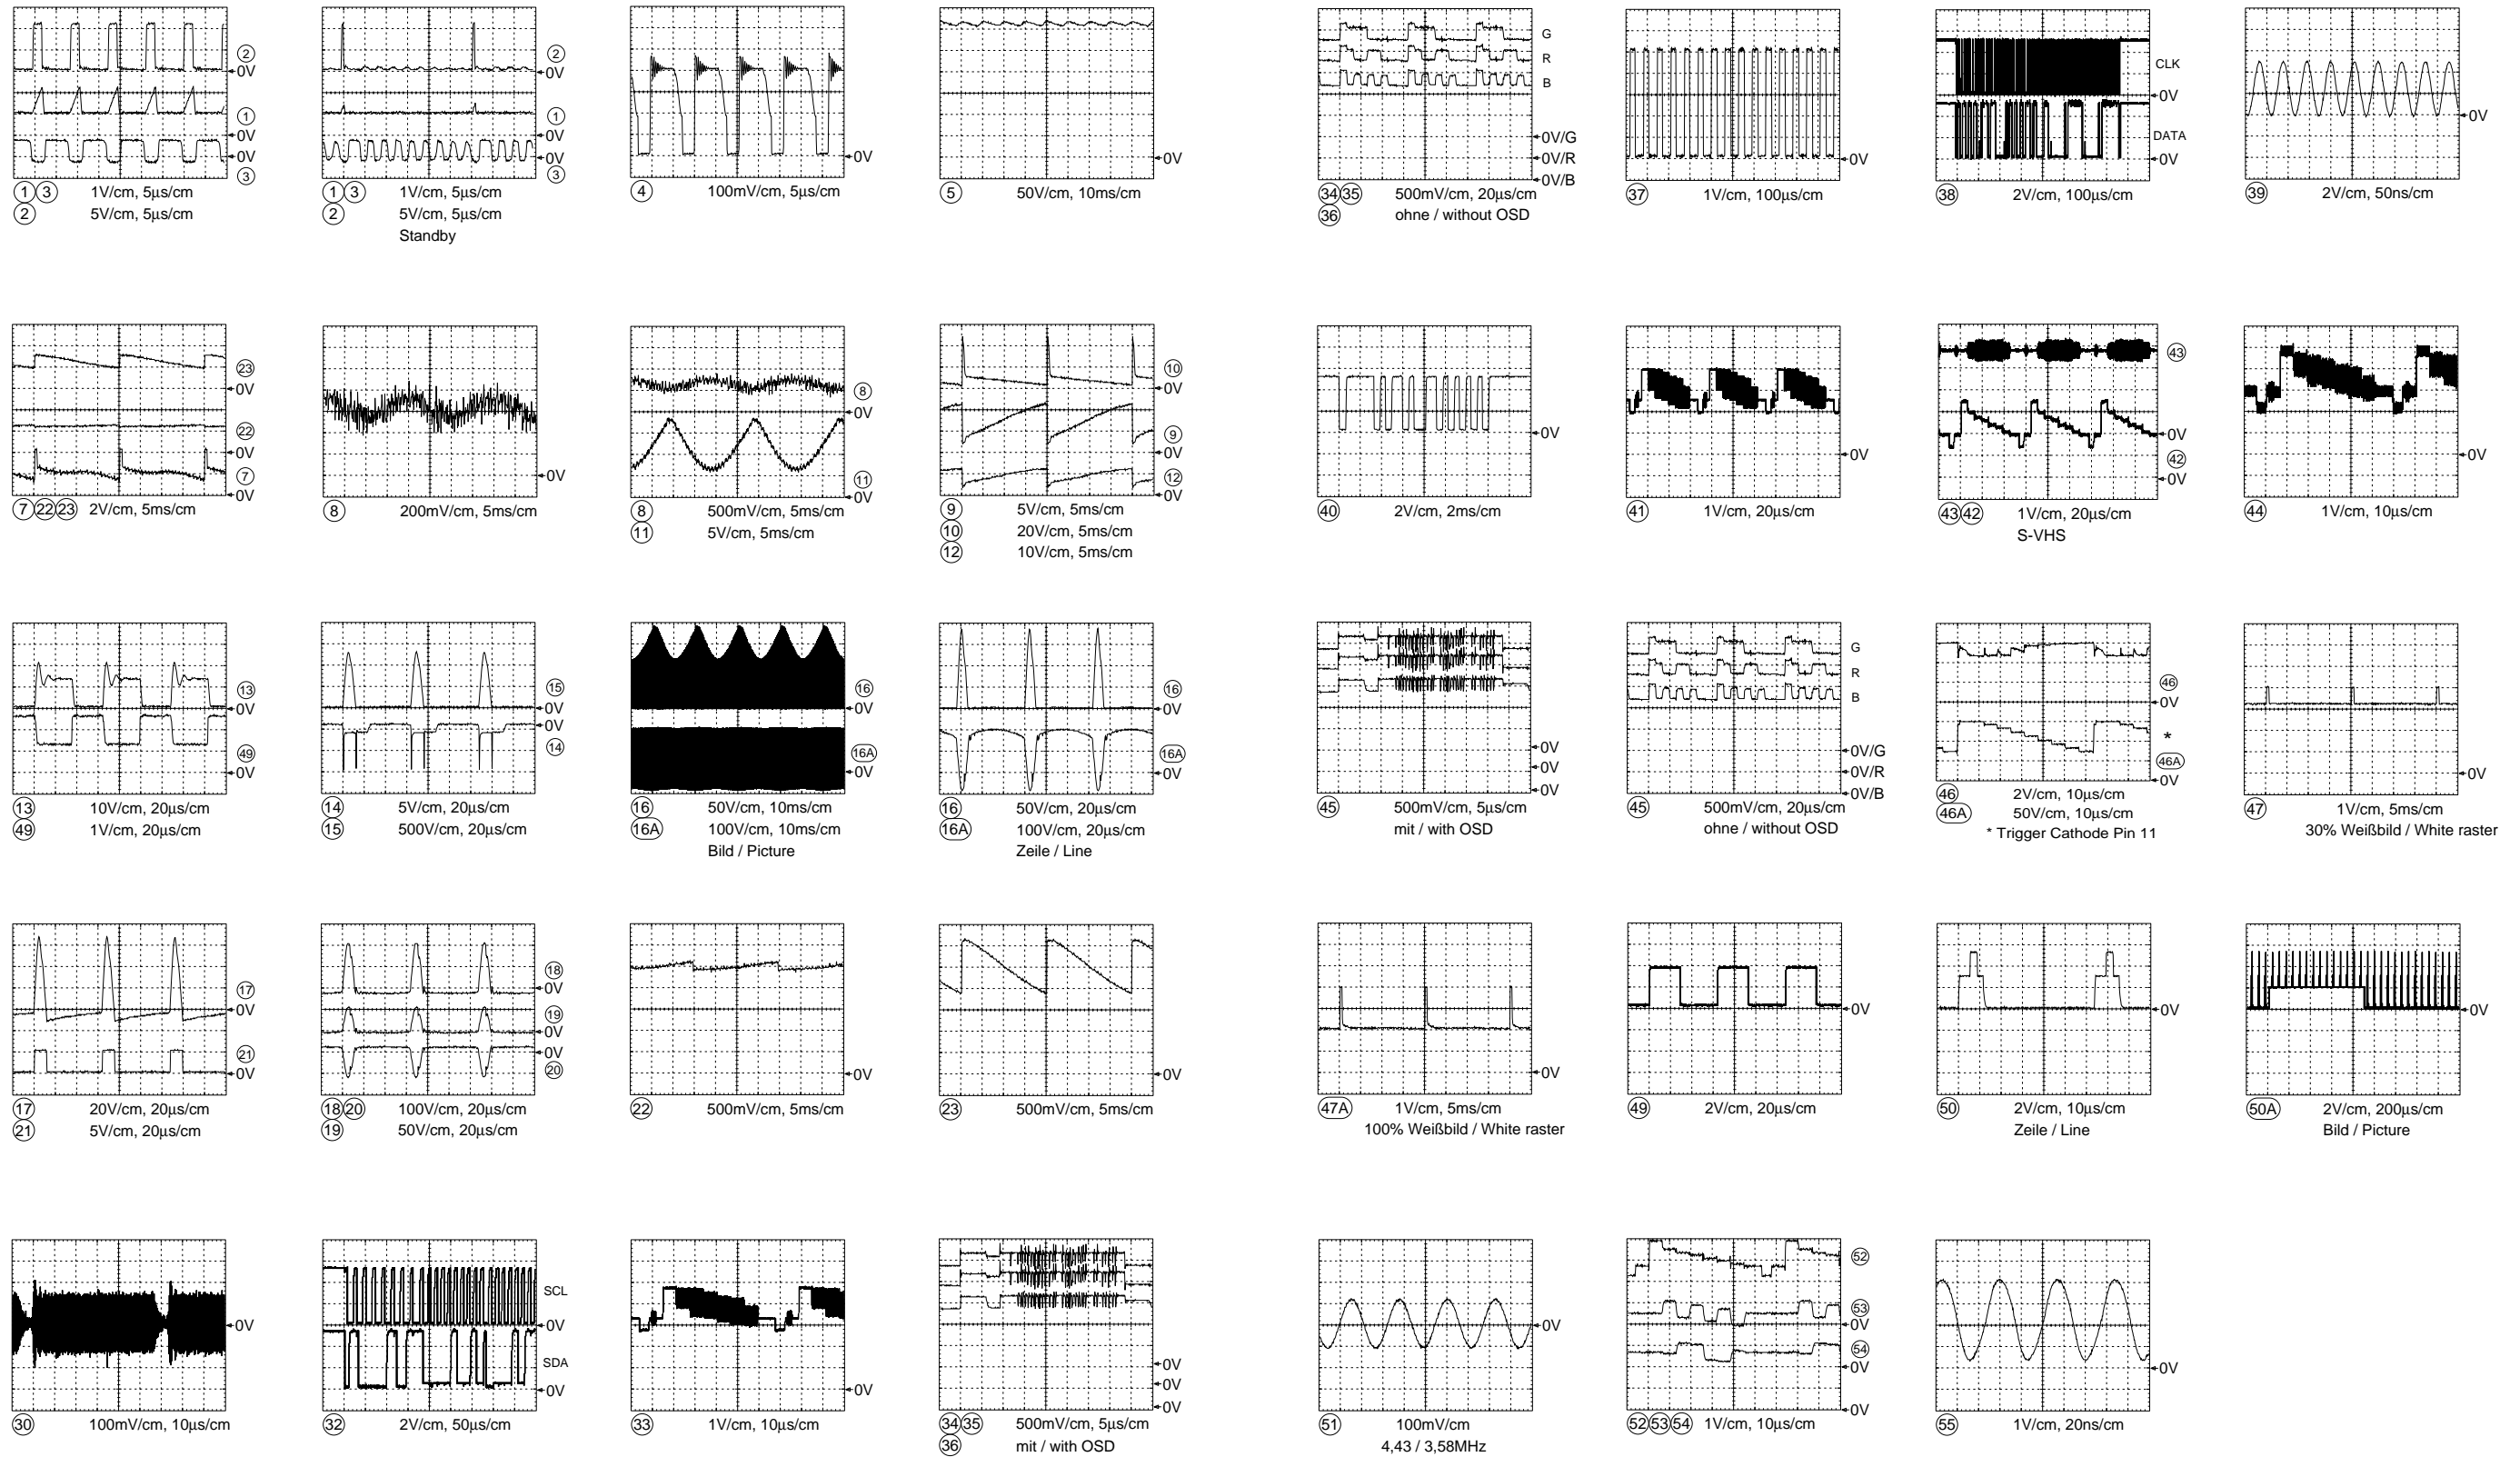 ② 0V ① 0V 0V ③
①③ 1V/cm, 5µs/cm
② 5V/cm, 5µs/cm
② 0V ① 0V 0V ③
①③ 1V/cm, 5µs/cm
② 5V/cm, 5µs/cm
Standby
0V
④ 100mV/cm, 5µs/cm
0V
⑤ 50V/cm, 10ms/cm
G
R
B
0V/G
0V/R
0V/B
㉞㉟ 500mV/cm, 20µs/cm
㊱ ohne / without OSD
0V
㊲ 1V/cm, 100µs/cm
CLK
0V
DATA
0V
㊳ 2V/cm, 100µs/cm
0V
㊴ 2V/cm, 50ns/cm
㉓
0V
㉒
0V
⑦
0V
⑦㉒㉓ 2V/cm, 5ms/cm
0V
⑧ 200mV/cm, 5ms/cm
⑧
0V
⑪
0V
⑧ 500mV/cm, 5ms/cm
⑪ 5V/cm, 5ms/cm
⑩
0V
⑨
0V
⑫
0V
⑨ 5V/cm, 5ms/cm
⑩ 20V/cm, 5ms/cm
⑫ 10V/cm, 5ms/cm
0V
㊵ 2V/cm, 2ms/cm
0V
㊶ 1V/cm, 20µs/cm
㊸
0V
㊷
0V
㊸㊷ 1V/cm, 20µs/cm
S-VHS
0V
㊹ 1V/cm, 10µs/cm
⑬
0V
㊾
0V
⑬ 10V/cm, 20µs/cm
㊾ 1V/cm, 20µs/cm
⑮
0V
0V
⑭
⑭ 5V/cm, 20µs/cm
⑮ 500V/cm, 20µs/cm
⑯
0V
16A
0V
⑯ 50V/cm, 10ms/cm
16A 100V/cm, 10ms/cm
Bild / Picture
⑯
0V
16A
0V
⑯ 50V/cm, 20µs/cm
16A 100V/cm, 20µs/cm
Zeile / Line
0V
0V
0V
㊺ 500mV/cm, 5µs/cm
mit / with OSD
G
R
B
0V/G
0V/R
0V/B
㊺ 500mV/cm, 20µs/cm
ohne / without OSD
㊻
0V
*
46A
0V
㊻ 2V/cm, 10µs/cm
46A 50V/cm, 10µs/cm
* Trigger Cathode Pin 11
0V
㊼ 1V/cm, 5ms/cm
30% Weißbild / White raster
⑰
0V
㉑
0V
⑰ 20V/cm, 20µs/cm
㉑ 5V/cm, 20µs/cm
⑱
0V
⑲
0V
0V
⑳
⑱⑳ 100V/cm, 20µs/cm
⑲ 50V/cm, 20µs/cm
0V
㉒ 500mV/cm, 5ms/cm
0V
㉓ 500mV/cm, 5ms/cm
0V
47A 1V/cm, 5ms/cm
100% Weißbild / White raster
0V
㊾ 2V/cm, 20µs/cm
0V
㊿ 2V/cm, 10µs/cm
Zeile / Line
0V
50A 2V/cm, 200µs/cm
Bild / Picture
0V
㉚ 100mV/cm, 10µs/cm
SCL
0V
SDA
0V
㉜ 2V/cm, 50µs/cm
0V
㉝ 1V/cm, 10µs/cm
0V
0V
0V
㉞㉟ 500mV/cm, 5µs/cm
㊱ mit / with OSD
0V
51 100mV/cm
4,43 / 3,58MHz
52
53
0V
54
0V
0V
52 53 54 1V/cm, 10µs/cm
0V
55 1V/cm, 20ns/cm